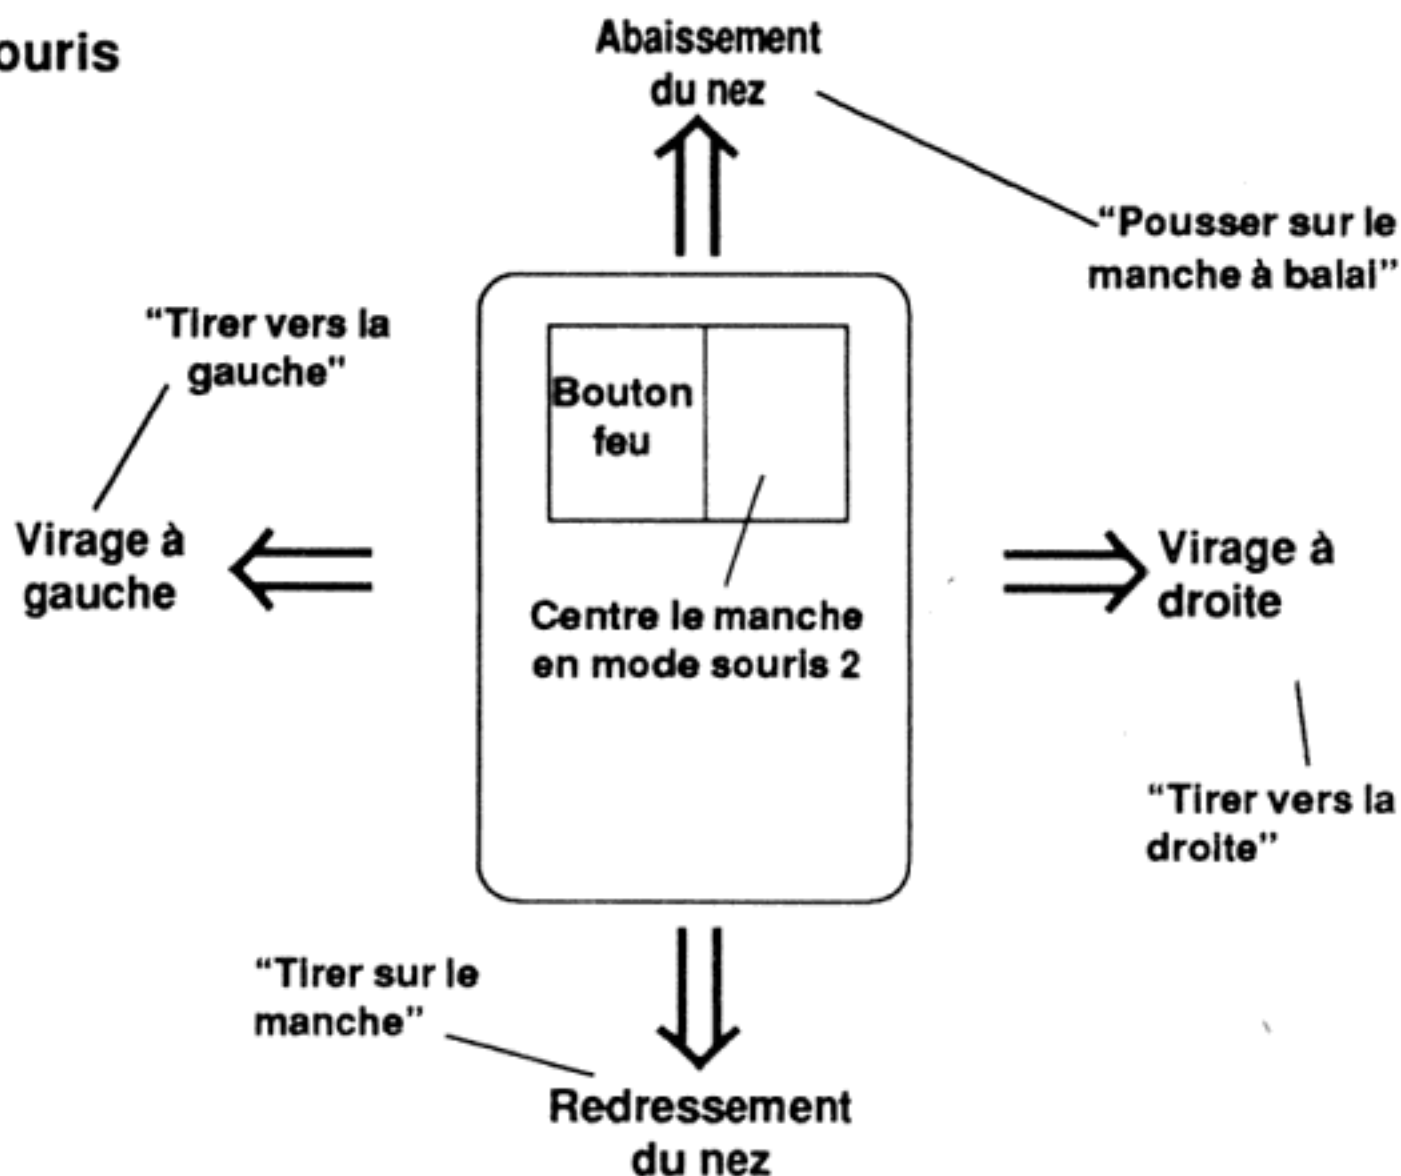 ouris
Abaissement
du nez
“Pousser sur le
manche à balai”
“Tirer vers la
gauche”
Bouton
feu
Virage à
gauche
Virage à
droite
Centre le manche
en mode souris 2
“Tirer vers la
droite”
“Tirer sur le
manche”
Redressement
du nez